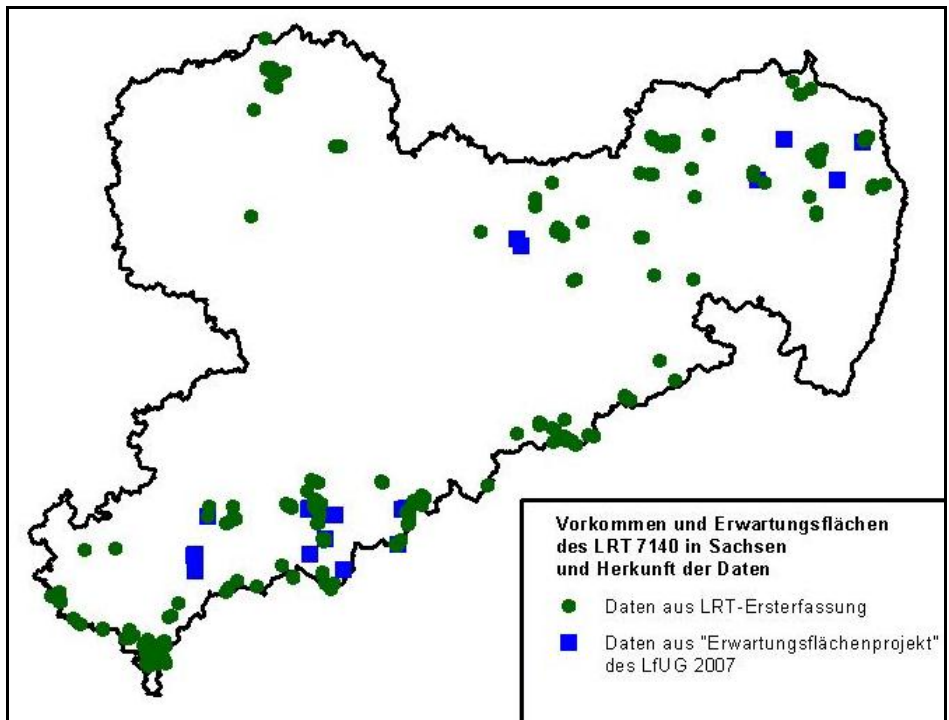 Vorkommen und Erwartungsflächen
des LRT 7140 in Sachsen
und Herkunft der Daten
Daten aus LRT-Ersterfassung
Daten aus "Erwartungsflächenprojekt"
des LfUG 2007